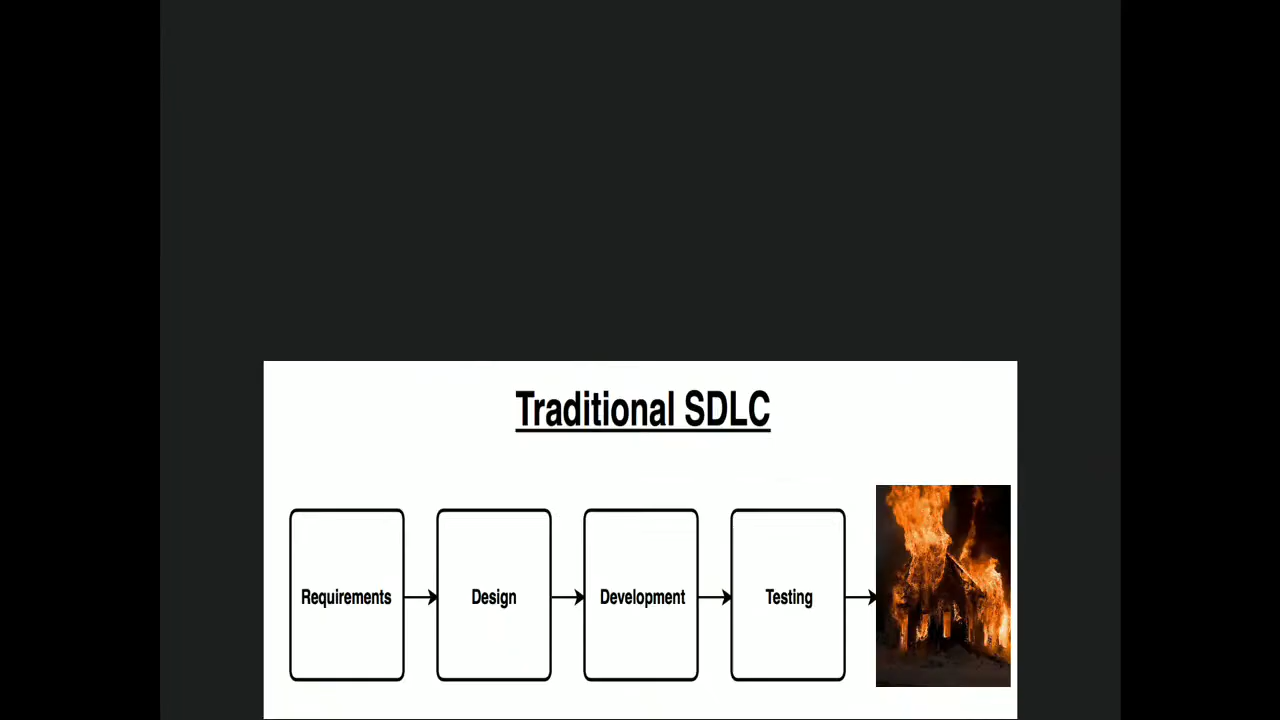 Traditional SDLC
Requirements
Design
Development
Testing